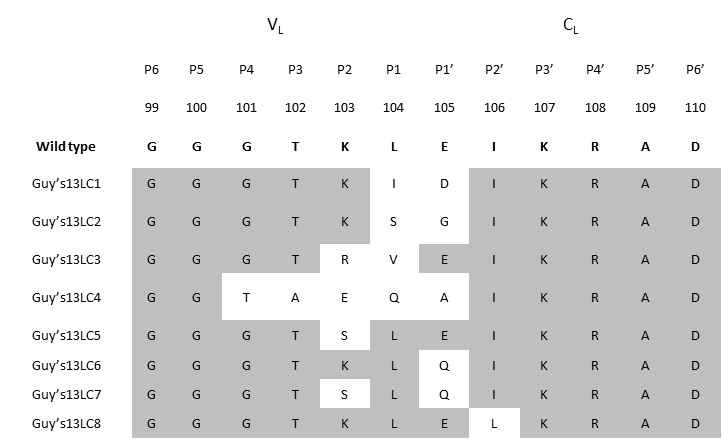 VL CL
P6 P5 P4 P3 P2 P1 P1’ P2’ P3’ P4’ P5’ P6’
99 100 101 102 103 104 105 106 107 108 109 110
Wild type G G G T K L E I K R A D
Guy’s13LC1 G G G T K I D I K R A D
Guy’s13LC2 G G G T K S G I K R A D
Guy’s13LC3 G G G T R V E I K R A D
Guy’s13LC4 G G T A E Q A I K R A D
Guy’s13LC5 G G G T S L E I K R A D
Guy’s13LC6 G G G T K L Q I K R A D
Guy’s13LC7 G G G T S L Q I K R A D
Guy’s13LC8 G G G T K L E L K R A D